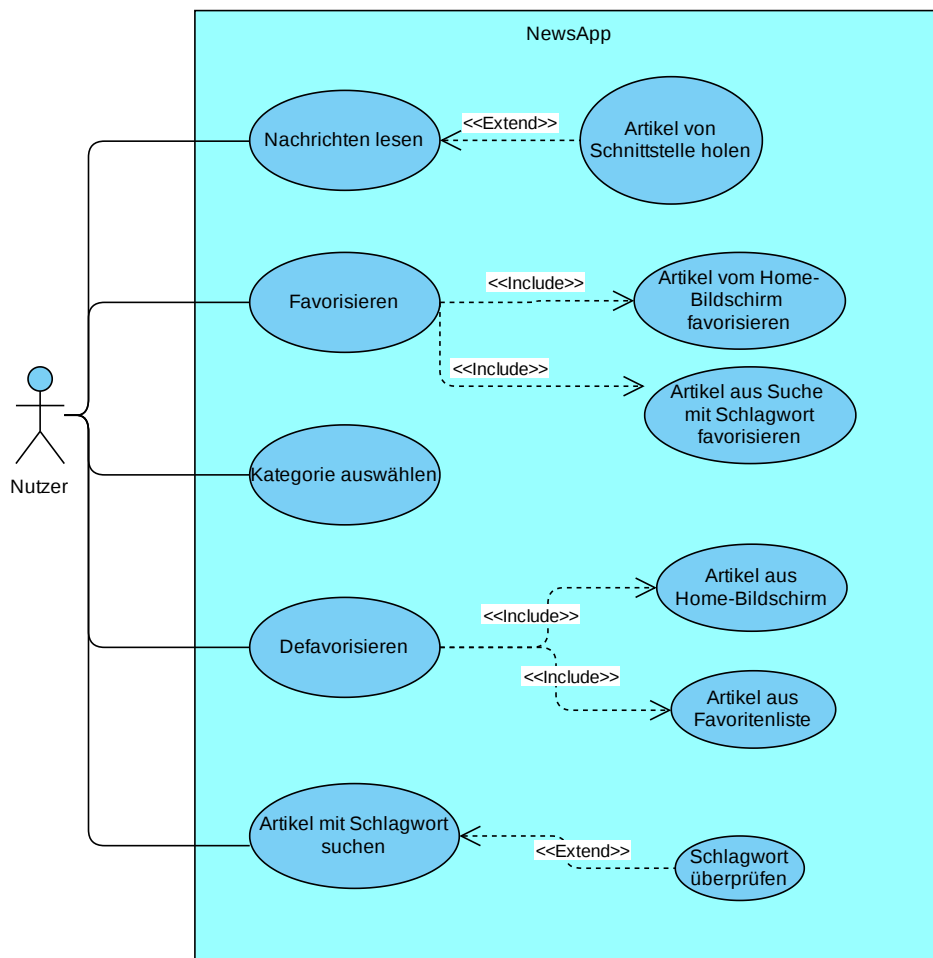 NewsApp
Nachrichten lesen
<<Extend>>
Artikel von
Schnittstelle holen
Favorisieren
<<Include>>
Artikel vom Home-
Bildschirm
favorisieren
<<Include>>
Artikel aus Suche
mit Schlagwort
favorisieren
Nutzer
Kategorie auswählen
Defavorisieren
<<Include>>
Artikel aus
Home-Bildschirm
<<Include>>
Artikel aus
Favoritenliste
Artikel mit Schlagwort
suchen
<<Extend>>
Schlagwort
überprüfen